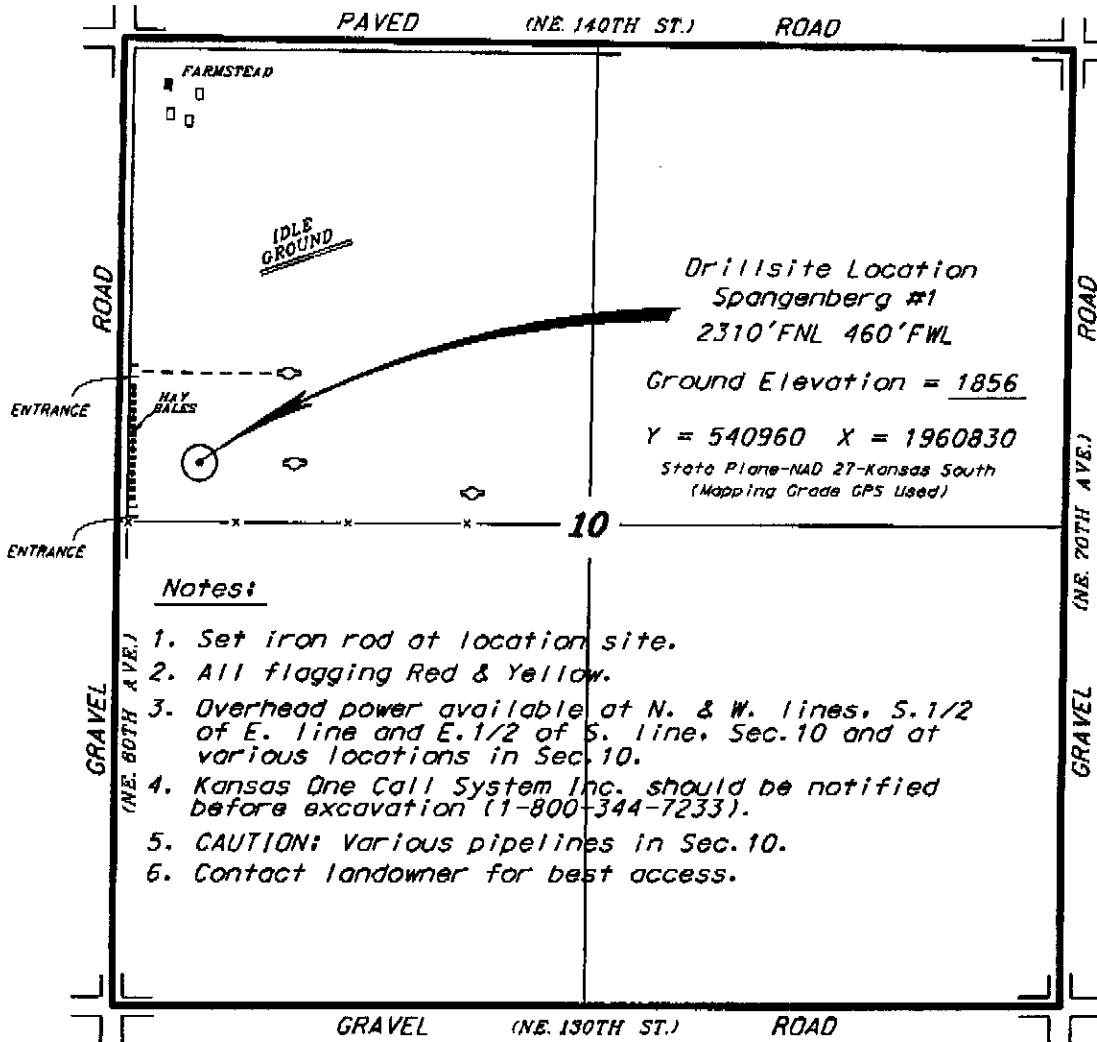 PAVED (NE. 140TH ST.) ROAD
FARMSTEAD
IDLE
GROUND
ROAD
ROAD
Drillsite Location
Spangenberg #1
2310'FNL 460'FWL
Ground Elevation = 1856
Y = 540960 X = 1960830
State Plane-NAD 27-Kansas South
(Mapping Grade GPS Used)
ENTRANCE
HAY
BALES
ENTRANCE
10
(NE. 70TH AVE.)
GRAVEL
Notes:
1. Set iron rod at location site.
2. All flagging Red & Yellow.
3. Overhead power available at N. & W. lines, S.1/2
of E. line and E.1/2 of S. line, Sec.10 and at
various locations in Sec.10.
4. Kansas One Call System Inc. should be notified
before excavation (1-800-344-7233).
5. CAUTION: Various pipelines in Sec.10.
6. Contact landowner for best access.
(NE. 80TH AVE.)
GRAVEL
GRAVEL (NE. 130TH ST.) ROAD